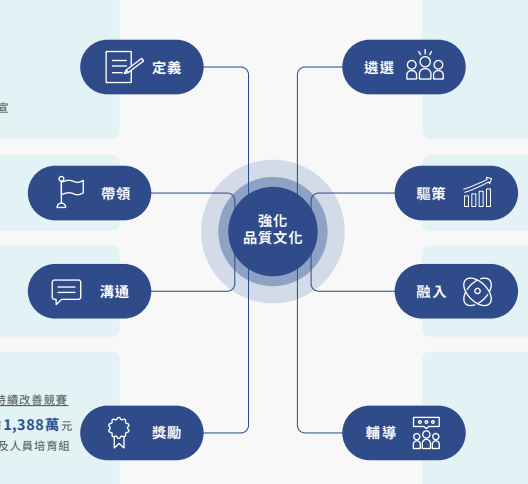 定義
遴選
宣
帶領
驅策
強化
品質文化
溝通
融入
持續改善競賽
1,388萬元
獎勵
輔導
及人員培育組